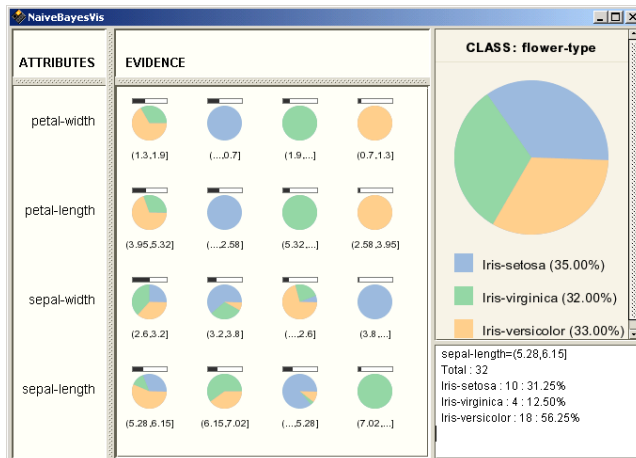 NaiveBayesVis
ATTRIBUTES
EVIDENCE
petal-width
(1.3,1.9]
(...,0.7]
(1.9,...]
(0.7,1.3]
petal-length
(3.95,5.32]
(...,2.58]
(5.32,...]
(2.58,3.95]
sepal-width
(2.6,3.2]
(3.2,3.8]
(...,2.6]
(3.8,...]
sepal-length
(5.28,6.15]
(6.15,7.02]
(...,5.28]
(7.02,...]
CLASS: flower-type
Iris-setosa (35.00%)
Iris-virginica (32.00%)
Iris-versicolor (33.00%)
sepal-length=(5.28,6.15]
Total : 32
Iris-setosa : 10 : 31.25%
Iris-virginica : 4 : 12.50%
Iris-versicolor : 18 : 56.25%